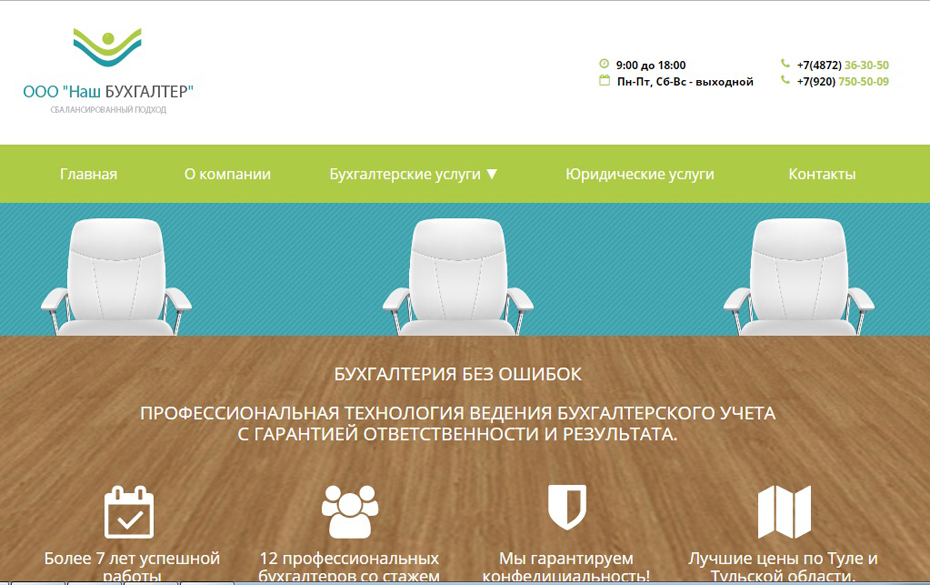 ООО "Наш БУХГАЛТЕР"
СБАЛАНСИРОВАННЫЙ ПОДХОД
9:00 до 18:00
Пн-Пт, Сб-Вс - выходной
+7(4872) 36-30-50
+7(920) 750-50-09
Главная
О компании
Бухгалтерские услуги ▼
Юридические услуги
Контакты
БУХГАЛТЕРИЯ БЕЗ ОШИБОК
ПРОФЕССИОНАЛЬНАЯ ТЕХНОЛОГИЯ ВЕДЕНИЯ БУХГАЛТЕРСКОГО УЧЕТА
С ГАРАНТИЕЙ ОТВЕТСТВЕННОСТИ И РЕЗУЛЬТАТА.
Более 7 лет успешной
работы
12 профессиональных
бухгалтеров со стажем
Мы гарантируем
конфедициальность!
Лучшие цены по Туле и
Тульской области